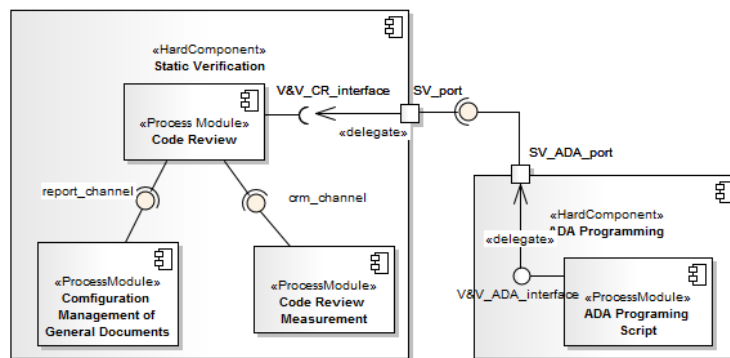 «HardComponent»
Static Verification
V&V_CR_interface
SV_port
«Process Module»
Code Review
«delegate»
SV_ADA_port
report_channel
crm_channel
«HardComponent»
ADA Programming
«delegate»
«ProcessModule»
Comfiguration
Management of
General Documents
«ProcessModule»
Code Review
Measurement
V&V_ADA_interface
«ProcessModule»
ADA Programing
Script